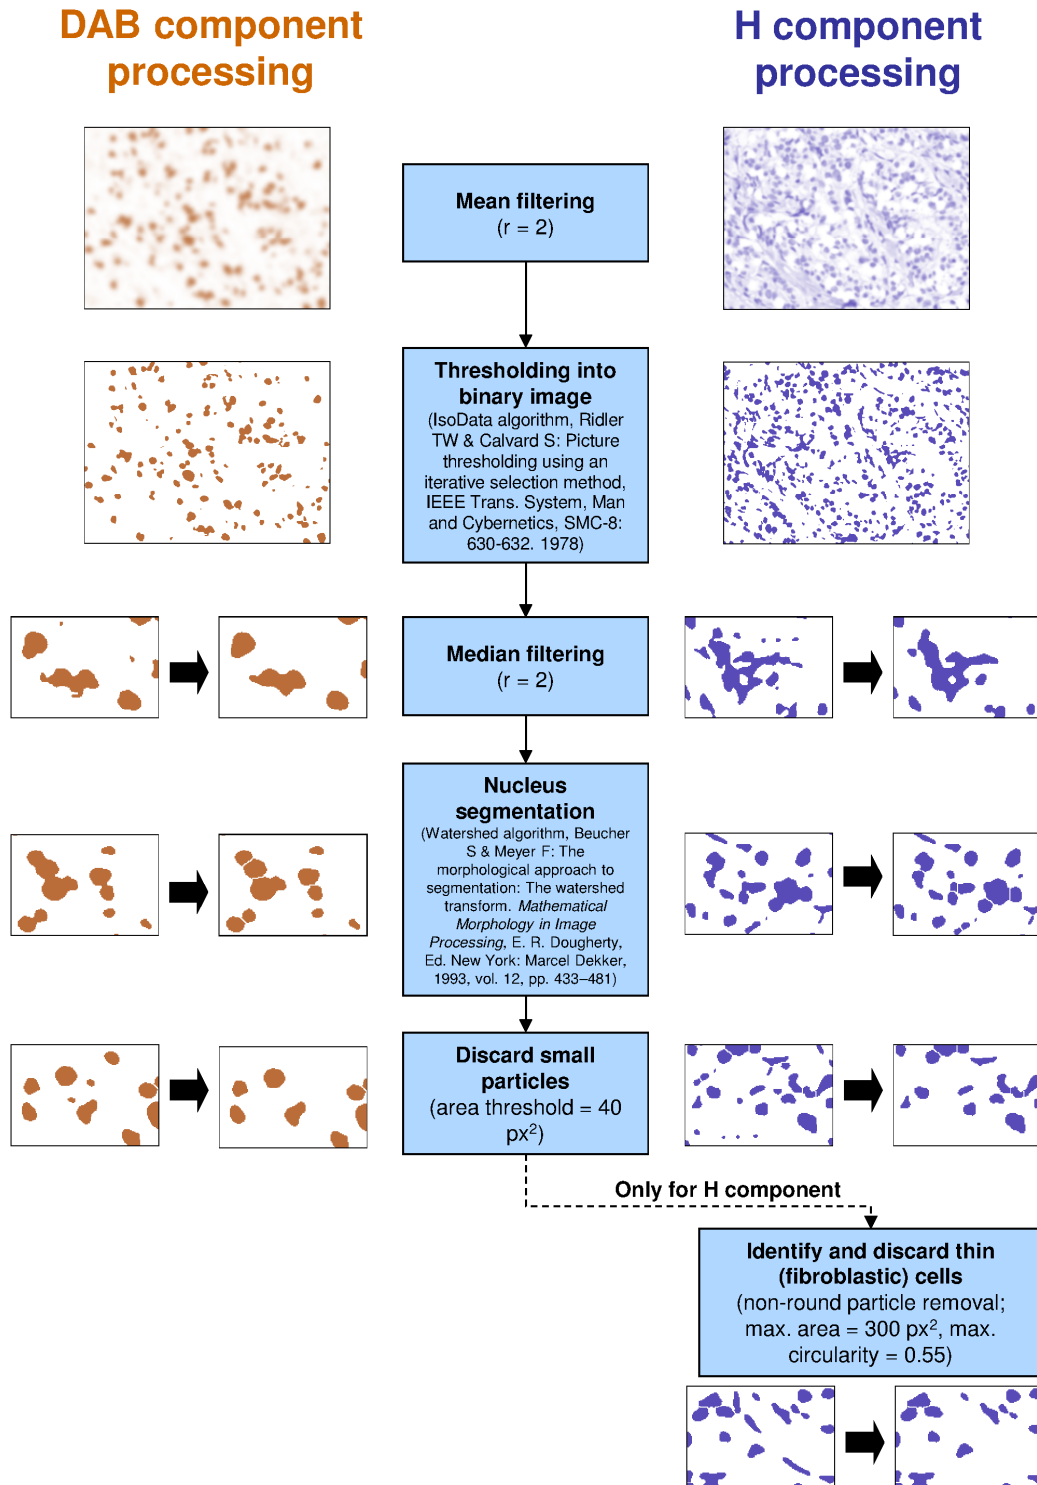 DAB component
processing
H component
processing
Mean filtering
(r = 2)
Thresholding into
binary image
(IsoData algorithm, Ridler
TW & Calvard S: Picture
thresholding using an
iterative selection method,
IEEE Trans. System, Man
and Cybernetics, SMC-8:
630-632. 1978)
Median filtering
(r = 2)
Nucleus
segmentation
(Watershed algorithm, Beucher
S & Meyer F: The
morphological approach to
segmentation: The watershed
transform. Mathematical
Morphology in Image
Processing, E. R. Dougherty,
Ed. New York: Marcel Dekker,
1993, vol. 12, pp. 433–481)
Discard small
particles
(area threshold = 40
px²)
Only for H component
Identify and discard thin
(fibroblastic) cells
(non-round particle removal;
max. area = 300 px², max.
circularity = 0.55)